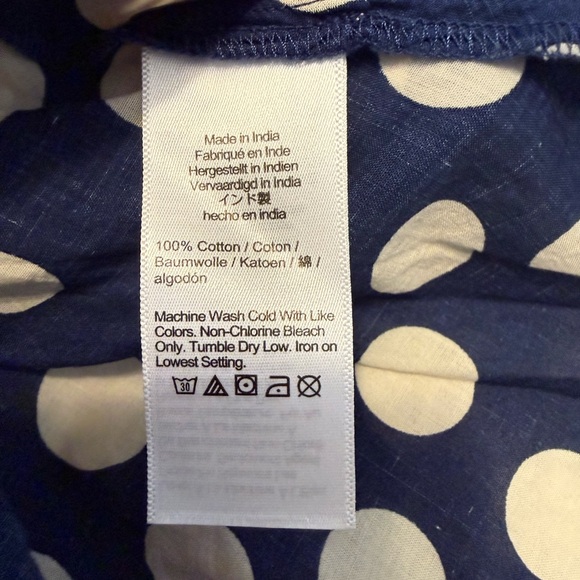 Made in India
Fabriqué en Inde
Hergestellt in Indien
Vervaardigd in India
インド製
hecho en india
100% Cotton / Coton /
Baumwolle / Katoen / 綿 /
algodón
Machine Wash Cold With Like
Colors. Non-Chlorine Bleach
Only. Tumble Dry Low. Iron on
Lowest Setting.
30